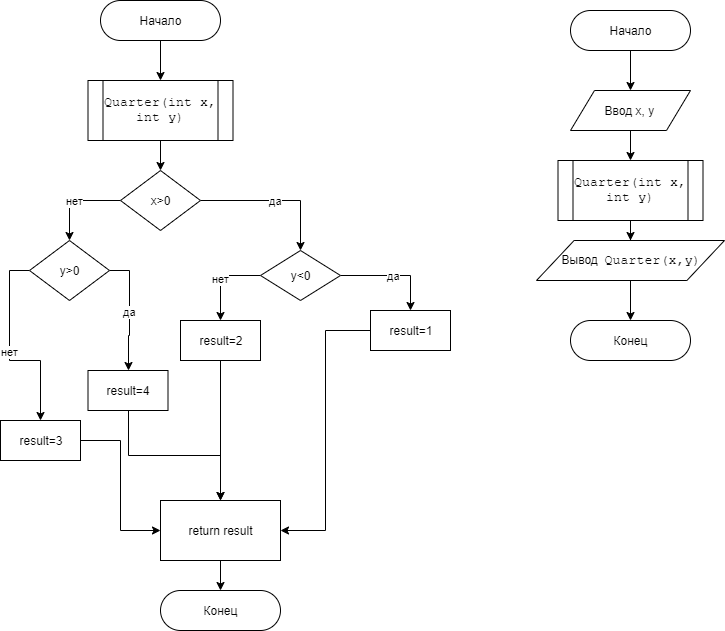 Начало
Quarter(int x,
int y)
x>0
нет
да
y>0
нет
да
y<0
нет
да
result=2
result=1
result=4
result=3
return result
Конец
Начало
Ввод x, y
Quarter(int x,
int y)
Вывод Quarter(x,y)
Конец